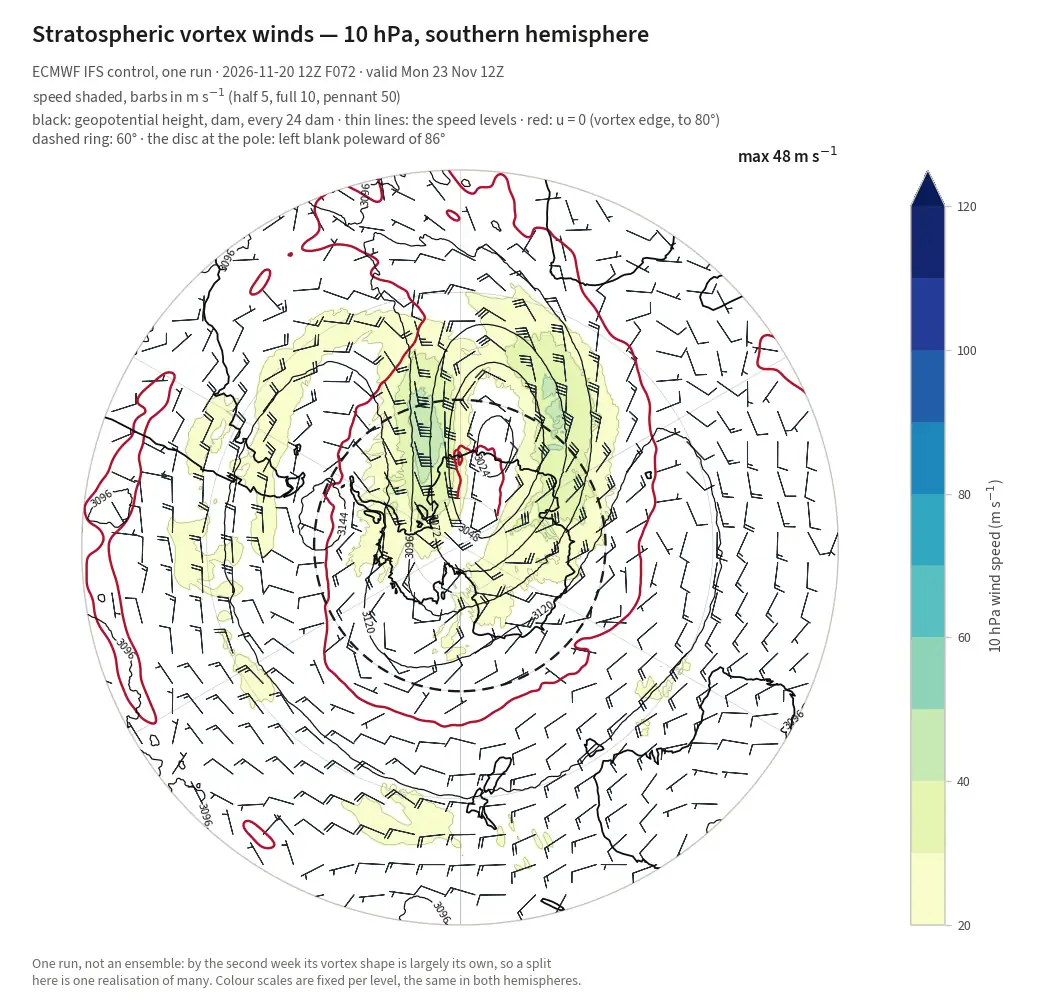 Stratospheric vortex winds — 10 hPa, southern hemisphere
ECMWF IFS control, one run · 2026-11-20 12Z F072 · valid Mon 23 Nov 12Z
speed shaded, barbs in m s⁻¹ (half 5, full 10, pennant 50)
black: geopotential height, dam, every 24 dam · thin lines: the speed levels · red: u = 0 (vortex edge, to 80°)
dashed ring: 60° · the disc at the pole: left blank poleward of 86°
max 48 m s⁻¹
120
100
80
60
40
20
10 hPa wind speed (m s⁻¹)
3096
3096
3096
3024
3144
3048
3096
3120
3120
3096
3096
3096
3096
One run, not an ensemble: by the second week its vortex shape is largely its own, so a split
here is one realisation of many. Colour scales are fixed per level, the same in both hemispheres.